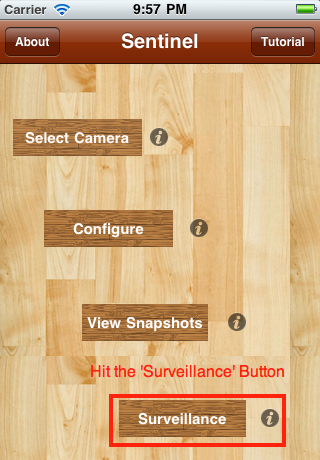 Carrier 9:57 PM
About Sentinel Tutorial
Select Camera
Configure
View Snapshots
Hit the 'Surveillance' Button
Surveillance